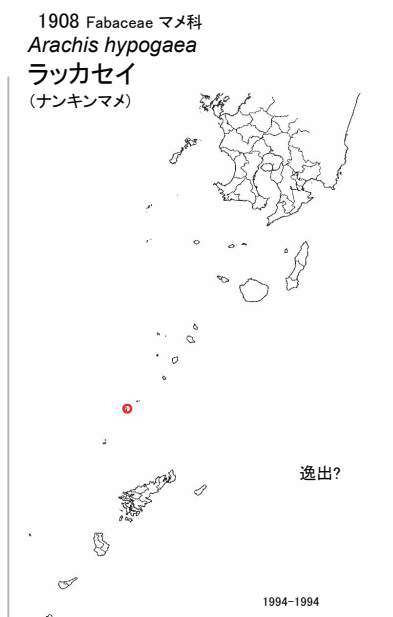 1908 Fabaceae マメ科
Arachis hypogaea
ラッカセイ
(ナンキンマメ)
逸出?
1994-1994